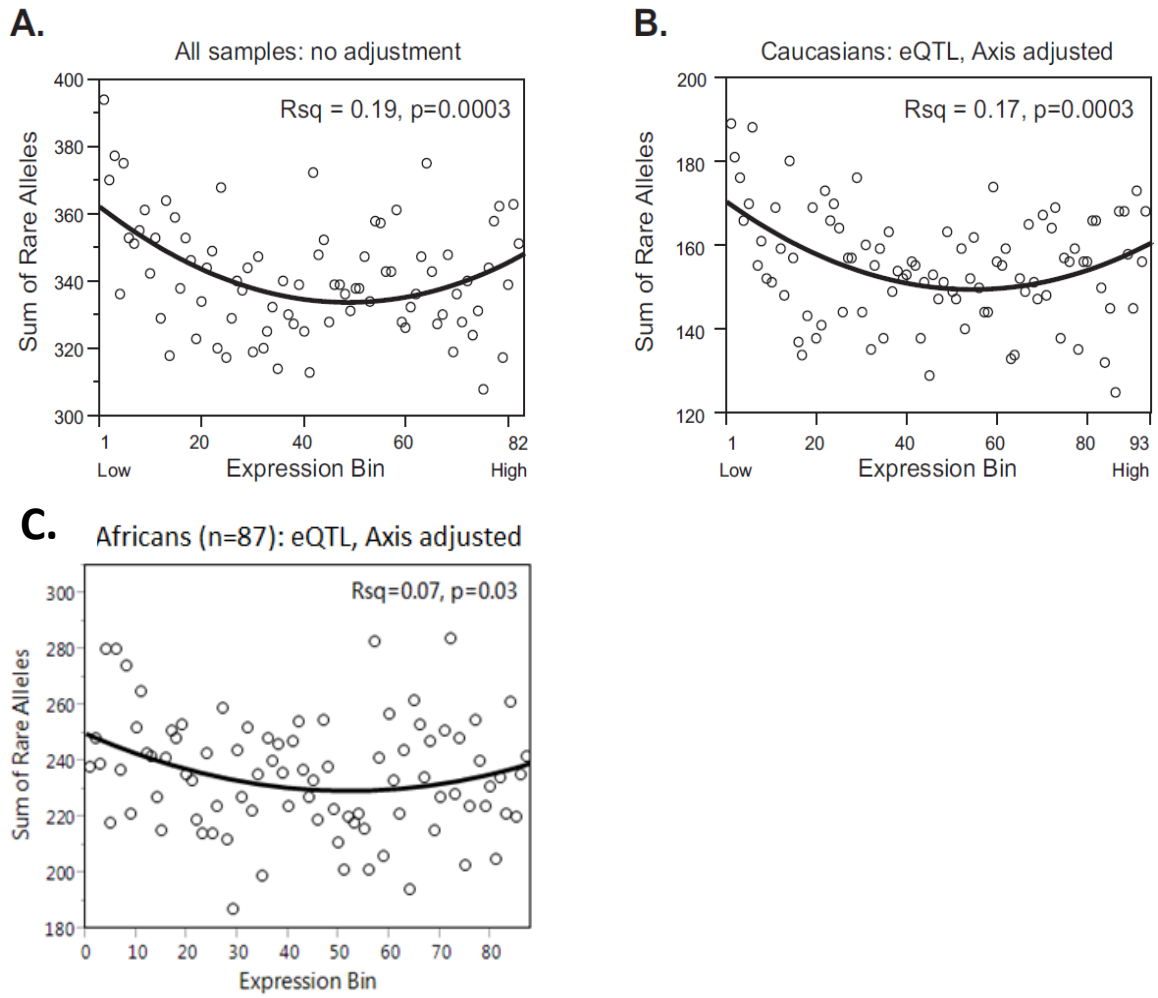 A.
All samples: no adjustment
Rsq = 0.19, p=0.0003
Sum of Rare Alleles
400
380
360
340
320
300
1 20 40 60 82
Low Expression Bin High
B.
Caucasians: eQTL, Axis adjusted
Rsq = 0.17, p=0.0003
Sum of Rare Alleles
200
180
160
140
120
1 20 40 60 80 93
Low Expression Bin High
C.
Africans (n=87): eQTL, Axis adjusted
Rsq=0.07, p=0.03
Sum of Rare Alleles
300
280
260
240
220
200
180
0 10 20 30 40 50 60 70 80
Expression Bin